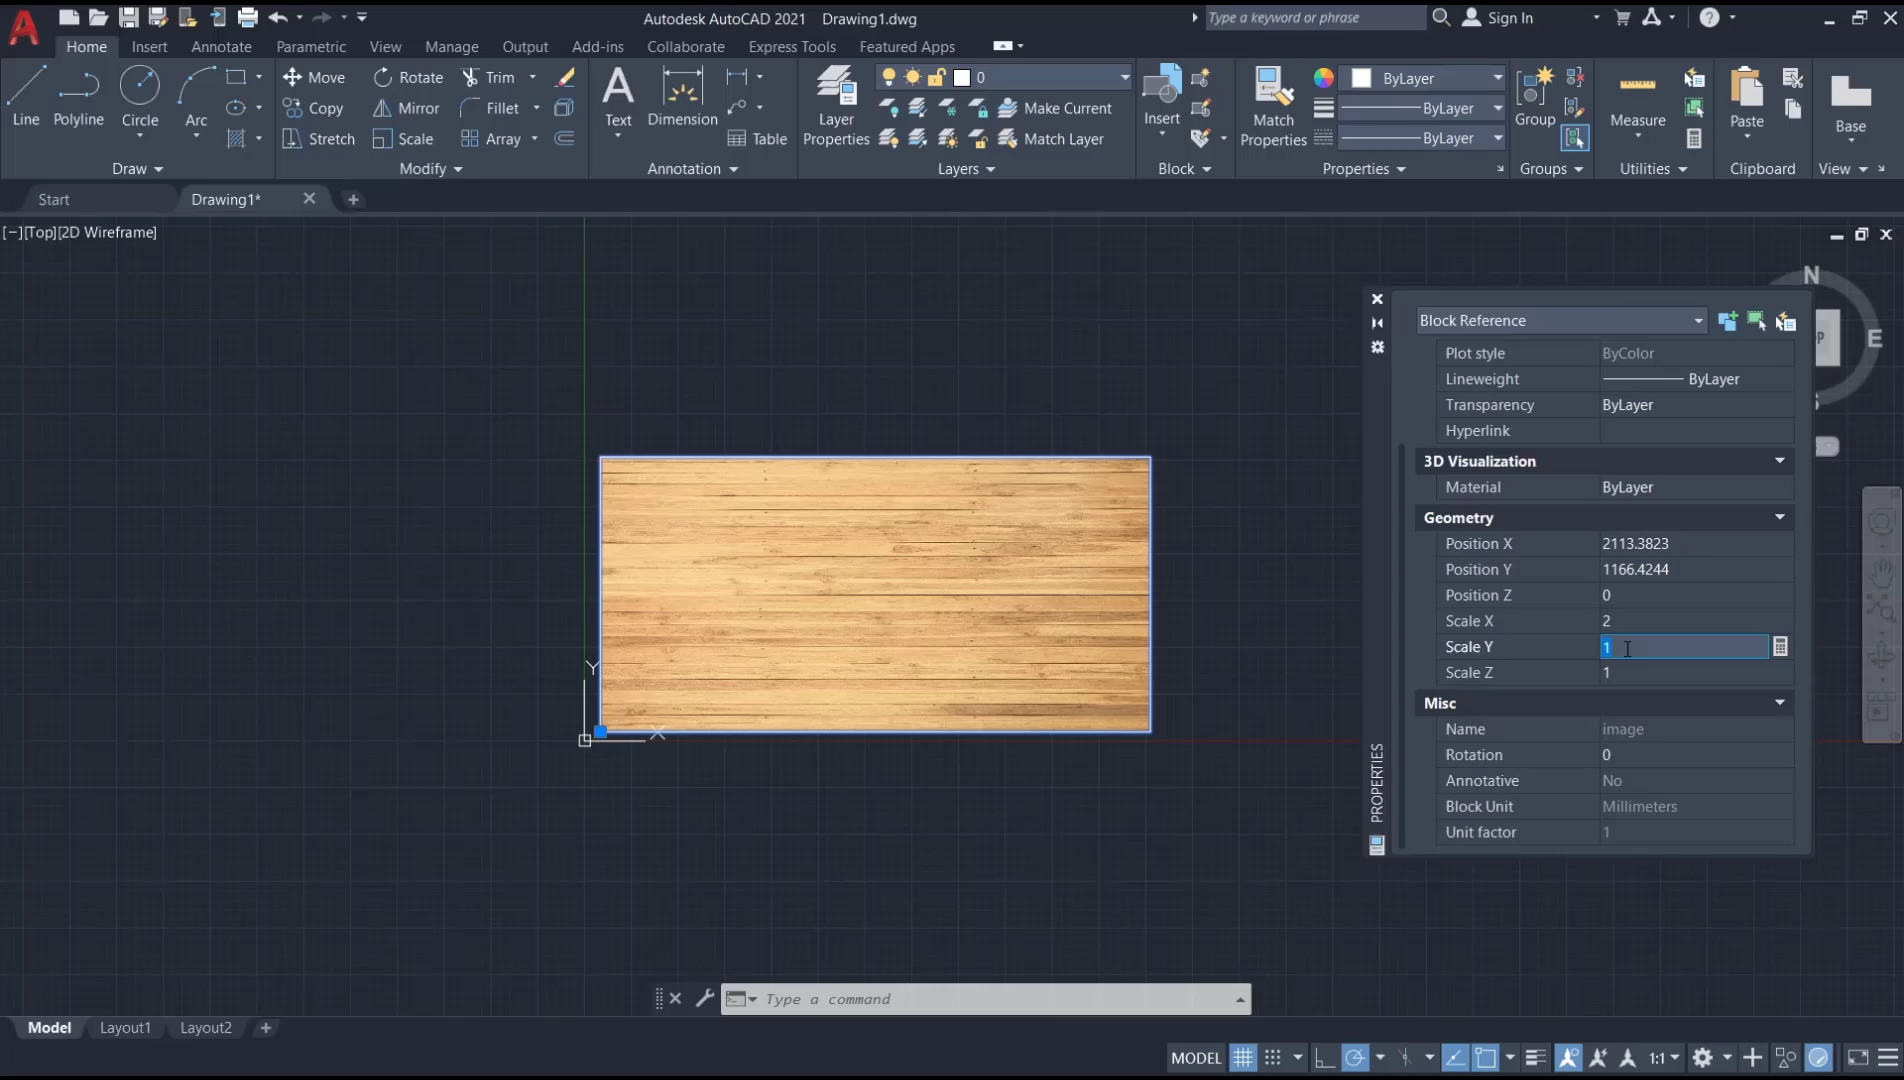 Autodesk AutoCAD 2021 Drawing1.dwg
Type a keyword or phrase
Sign In
Home Insert Annotate Parametric View Manage Output Add-ins Collaborate Express Tools Featured Apps
Line
Polyline
Circle
Arc
Move Rotate Trim
Copy Mirror Fillet
Stretch Scale Array
Text
Dimension
Table
Layer
Properties
0
Make Current
Match Layer
Insert
Match
Properties
ByLayer
ByLayer
ByLayer
Group
Measure
Paste
Base
Draw Modify Annotation Layers Block Properties Groups Utilities Clipboard View
Start Drawing1*
[−][Top][2D Wireframe]
N
E
Block Reference
Plot style ByColor
Lineweight ByLayer
Transparency ByLayer
Hyperlink
3D Visualization
Material ByLayer
Geometry
Position X 2113.3823
Position Y 1166.4244
Position Z 0
Scale X 2
Scale Y 1
Scale Z 1
Misc
Name image
Rotation 0
Annotative No
Block Unit Millimeters
Unit factor 1
PROPERTIES
Y
X
Type a command
Model Layout1 Layout2
MODEL 1:1